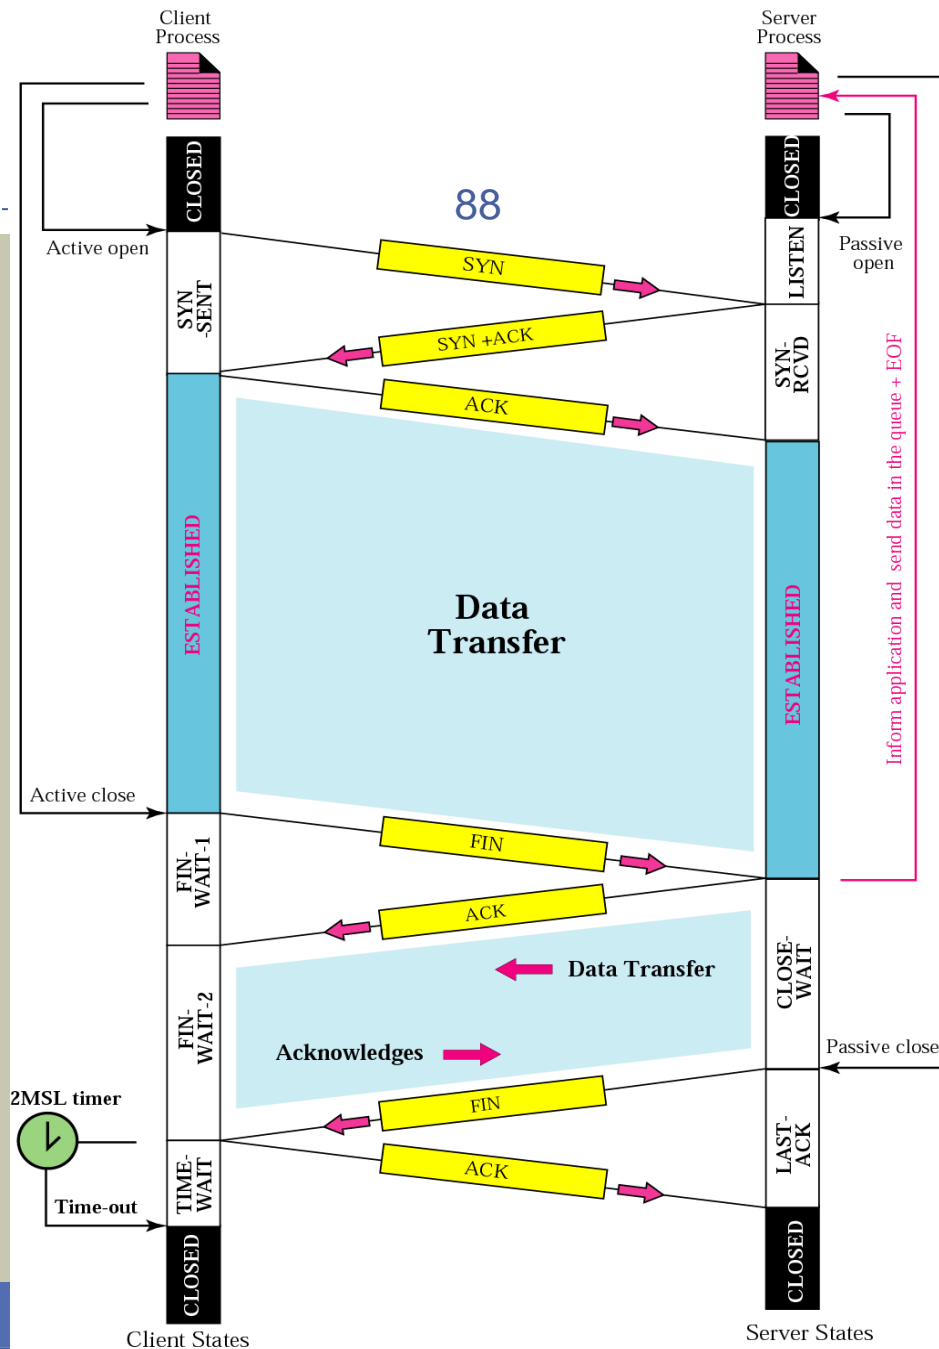 Client
Process
Server
Process
CLOSED
CLOSED
88
Active open
Passive
open
SYN
LISTEN
SYN
-SENT
SYN +ACK
SYN-
RCVD
ACK
Inform application and send data in the queue + EOF
ESTABLISHED
Data
Transfer
ESTABLISHED
Active close
FIN
FIN-
WAIT-1
ACK
CLOSE-
WAIT
Data Transfer
FIN-
WAIT-2
Acknowledges
Passive close
2MSL timer
FIN
LAST-
ACK
ACK
TIME-
WAIT
Time-out
CLOSED
CLOSED
Client States
Server States